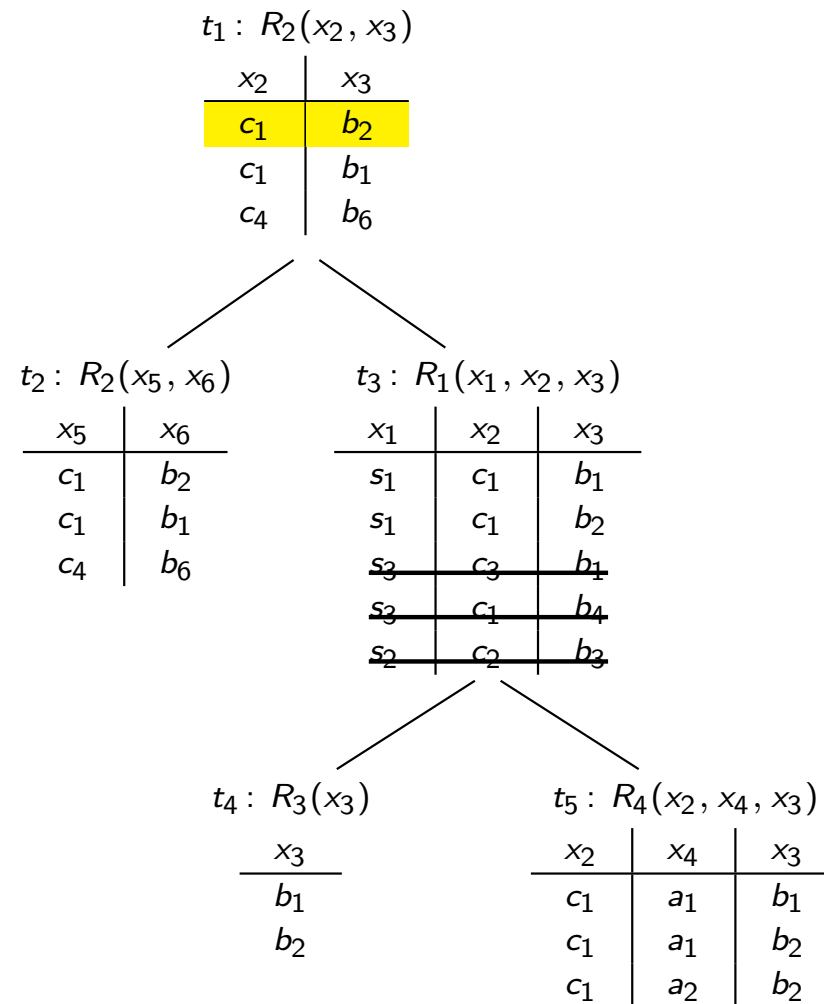 t₁ : R₂(x₂, x₃)
x₂ x₃
c₁ b₂
c₁ b₁
c₄ b₆
t₂ : R₂(x₅, x₆)
x₅ x₆
c₁ b₂
c₁ b₁
c₄ b₆
t₃ : R₁(x₁, x₂, x₃)
x₁ x₂ x₃
s₁ c₁ b₁
s₁ c₁ b₂
s₃ c₃ b₁
s₃ c₁ b₄
s₂ c₂ b₃
t₄ : R₃(x₃)
x₃
b₁
b₂
t₅ : R₄(x₂, x₄, x₃)
x₂ x₄ x₃
c₁ a₁ b₁
c₁ a₁ b₂
c₁ a₂ b₂